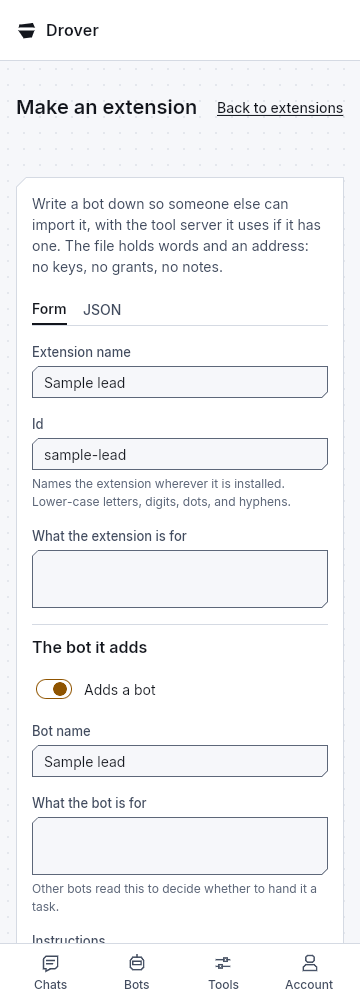 Drover
Make an extension
Back to extensions
Write a bot down so someone else can
import it, with the tool server it uses if it has
one. The file holds words and an address:
no keys, no grants, no notes.
Form
JSON
Extension name
Sample lead
Id
sample-lead
Names the extension wherever it is installed.
Lower-case letters, digits, dots, and hyphens.
What the extension is for
The bot it adds
Adds a bot
Bot name
Sample lead
What the bot is for
Other bots read this to decide whether to hand it a
task.
Instructions
Chats
Bots
Tools
Account